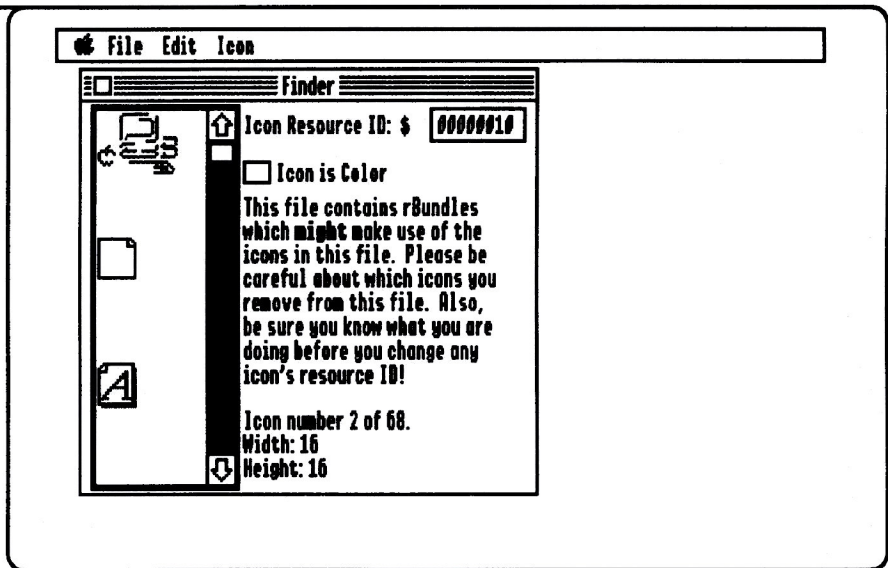 File Edit Icon
Finder
Icon Resource ID: $ 00000010
Icon is Color
This file contains rBundles
which might make use of the
icons in this file. Please be
careful about which icons you
remove from this file. Also,
be sure you know what you are
doing before you change any
icon's resource ID!
Icon number 2 of 68.
Width: 16
Height: 16
A